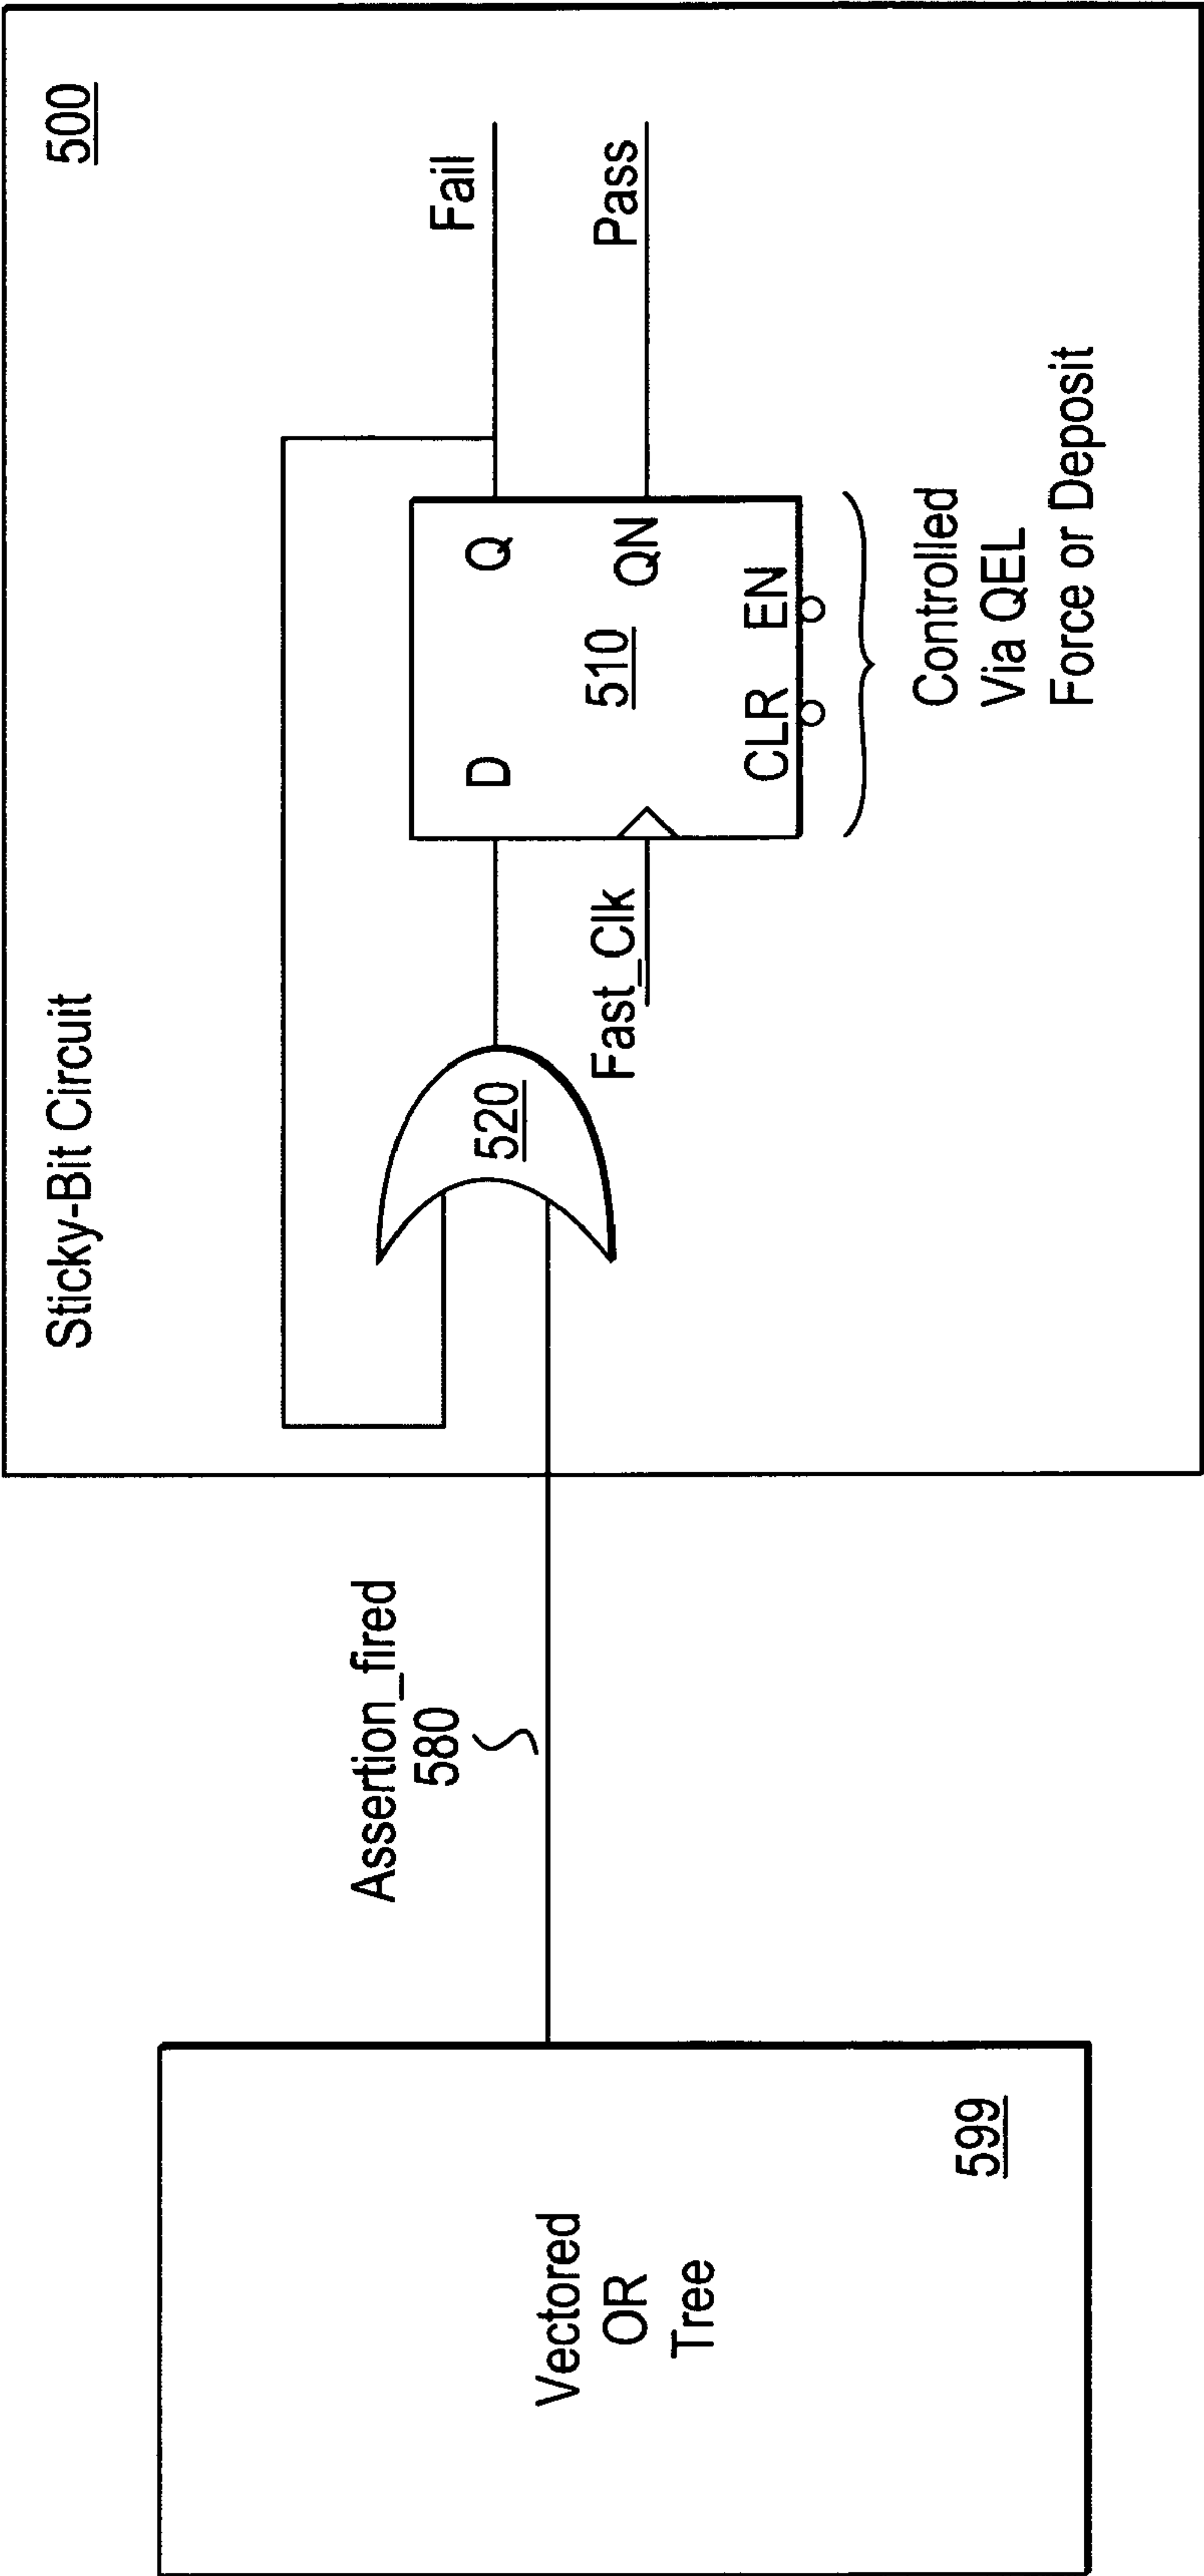 Sticky-Bit Circuit
500
Vectored
OR
Tree
599
Assertion_fired
580
520
Fast_Clk
D
Q
510
QN
CLR
EN
Fail
Pass
Controlled
Via QEL
Force or Deposit